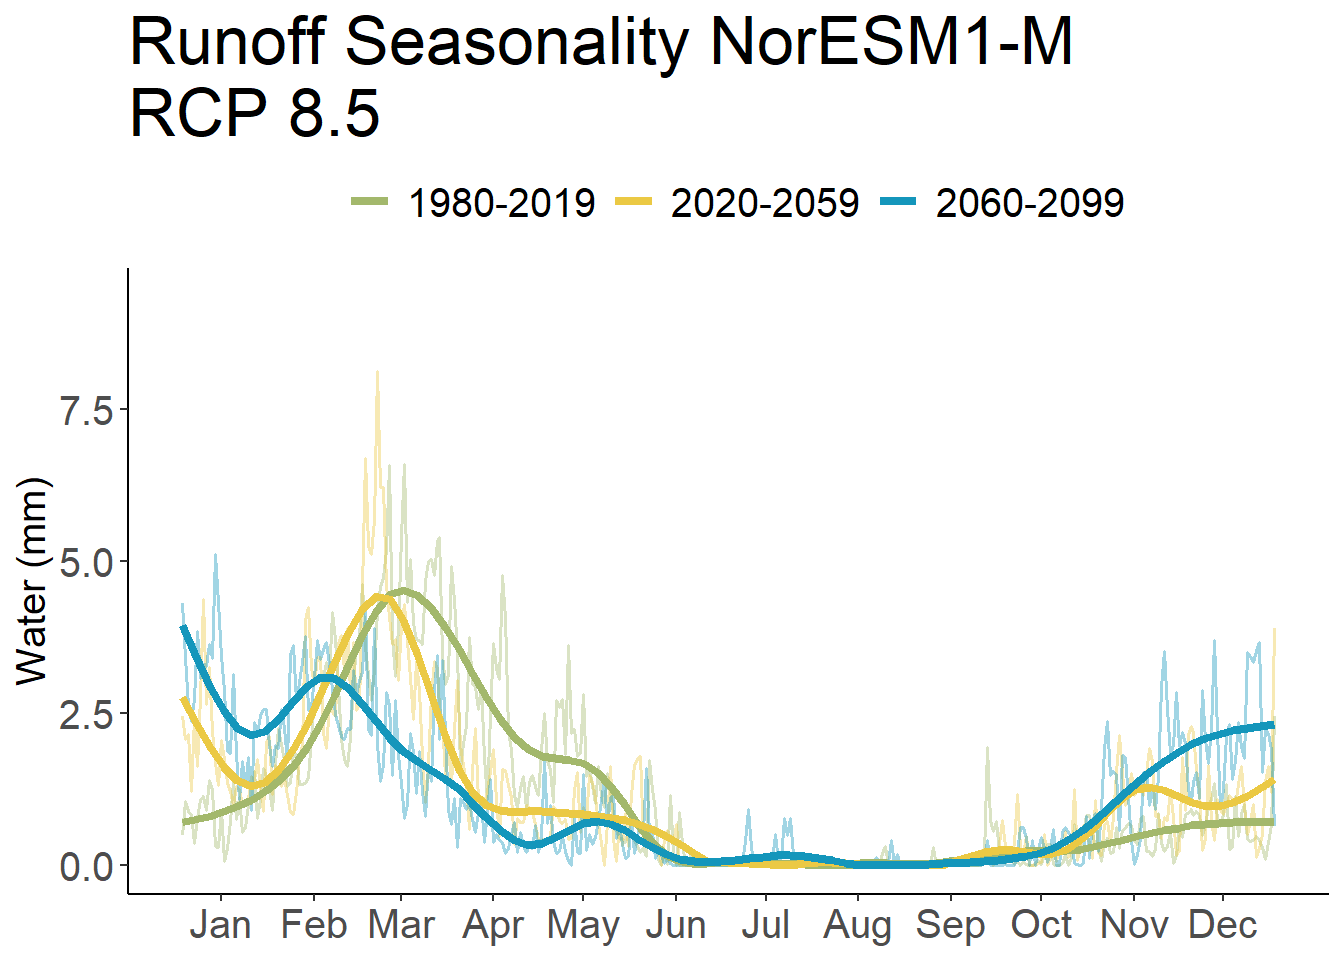 Runoff Seasonality NorESM1-M
RCP 8.5
1980-2019 2020-2059 2060-2099
Water (mm)
7.5
5.0
2.5
0.0
Jan Feb Mar Apr May Jun Jul Aug Sep Oct Nov Dec